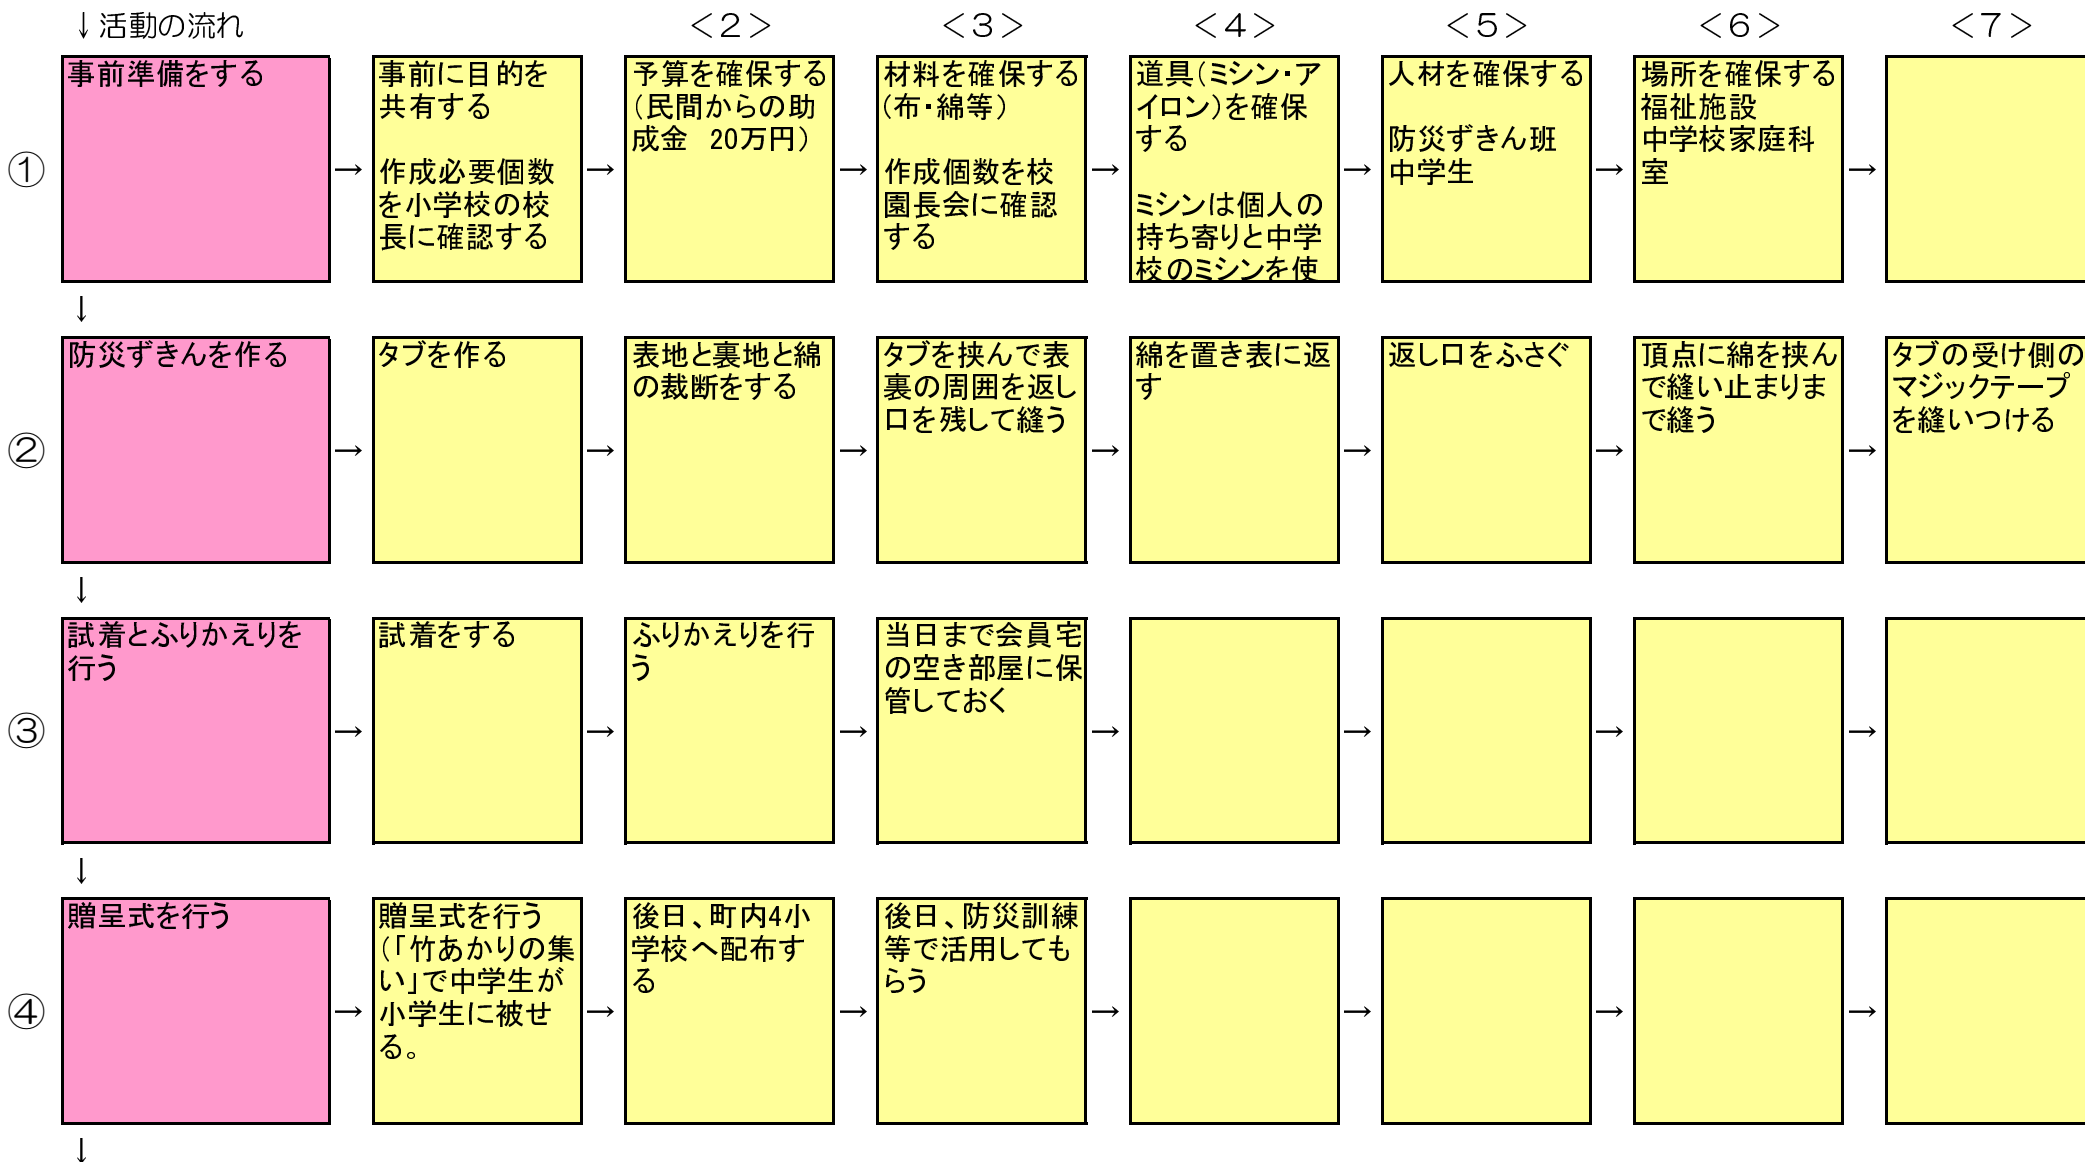 ↓活動の流れ
＜２＞
＜３＞
＜４＞
＜５＞
＜６＞
＜７＞
①
事前準備をする
→
事前に目的を
共有する
作成必要個数
を小学校の校
長に確認する
→
予算を確保する
（民間からの助
成金　20万円）
→
材料を確保する
（布・綿等）
作成個数を校
園長会に確認
する
→
道具（ミシン・ア
イロン）を確保
する
ミシンは個人の
持ち寄りと中学
校のミシンを使
→
人材を確保する
防災ずきん班
中学生
→
場所を確保する
福祉施設
中学校家庭科
室
→
↓
②
防災ずきんを作る
→
タブを作る
→
表地と裏地と綿
の裁断をする
→
タブを挟んで表
裏の周囲を返し
口を残して縫う
→
綿を置き表に返
す
→
返し口をふさぐ
→
頂点に綿を挟ん
で縫い止まりま
で縫う
→
タブの受け側の
マジックテープ
を縫いつける
↓
③
試着とふりかえりを
行う
→
試着をする
→
ふりかえりを行
う
→
当日まで会員宅
の空き部屋に保
管しておく
→
→
→
→
↓
④
贈呈式を行う
→
贈呈式を行う
（「竹あかりの集
い」で中学生が
小学生に被せ
る。
→
後日、町内4小
学校へ配布す
る
→
後日、防災訓練
等で活用しても
らう
→
→
→
→
↓